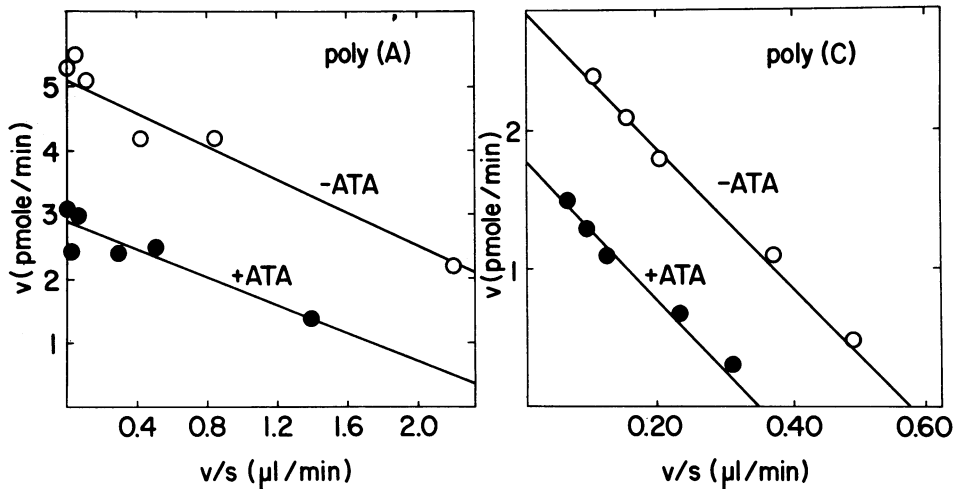 poly (A)
v (pmole/min)
5
4
3
2
1
-ATA
+ATA
0.4 0.8 1.2 1.6 2.0
v/s (µl/min)
poly (C)
v (pmole/min)
2
1
-ATA
+ATA
0.20 0.40 0.60
v/s (µl/min)